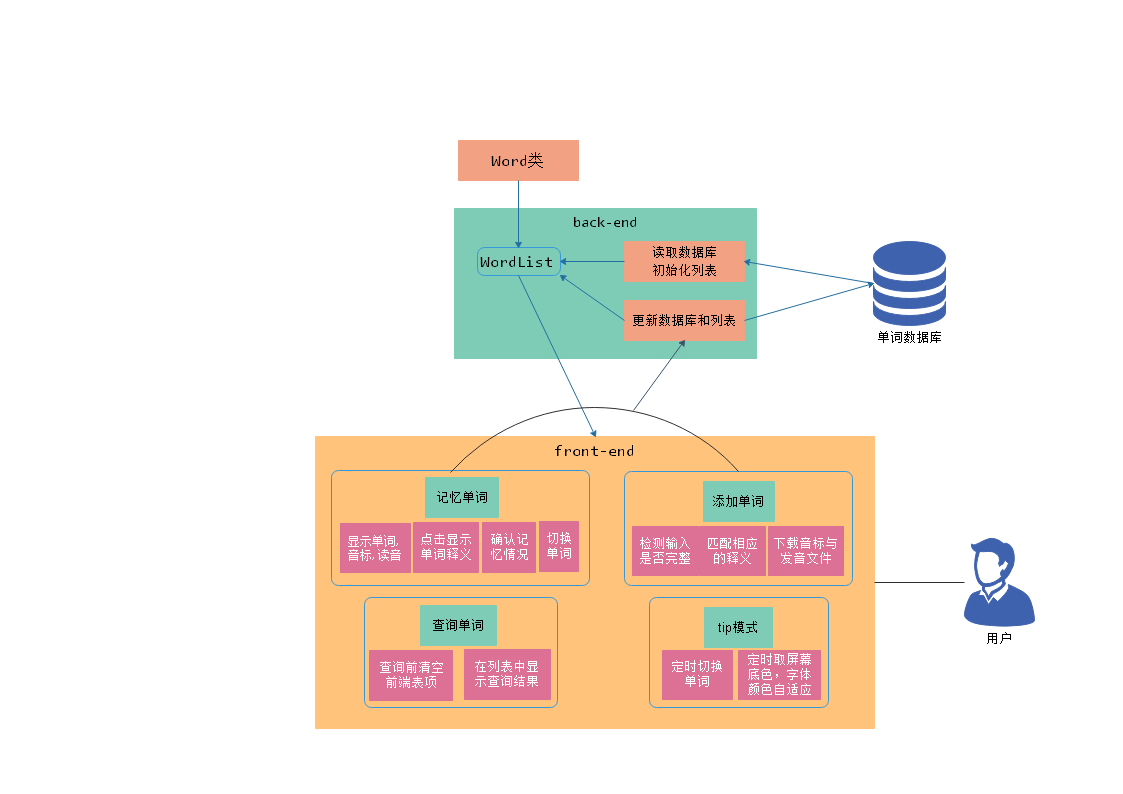 Word类
back-end
WordList
读取数据库
初始化列表
更新数据库和列表
单词数据库
front-end
记忆单词
显示单词,
音标,读音
点击显示
单词释义
确认记
忆情况
切换
单词
添加单词
检测输入
是否完整
匹配相应
的释义
下载音标与
发音文件
查询单词
查询前清空
前端表项
在列表中显
示查询结果
tip模式
定时切换
单词
定时取屏幕
底色，字体
颜色自适应
用户